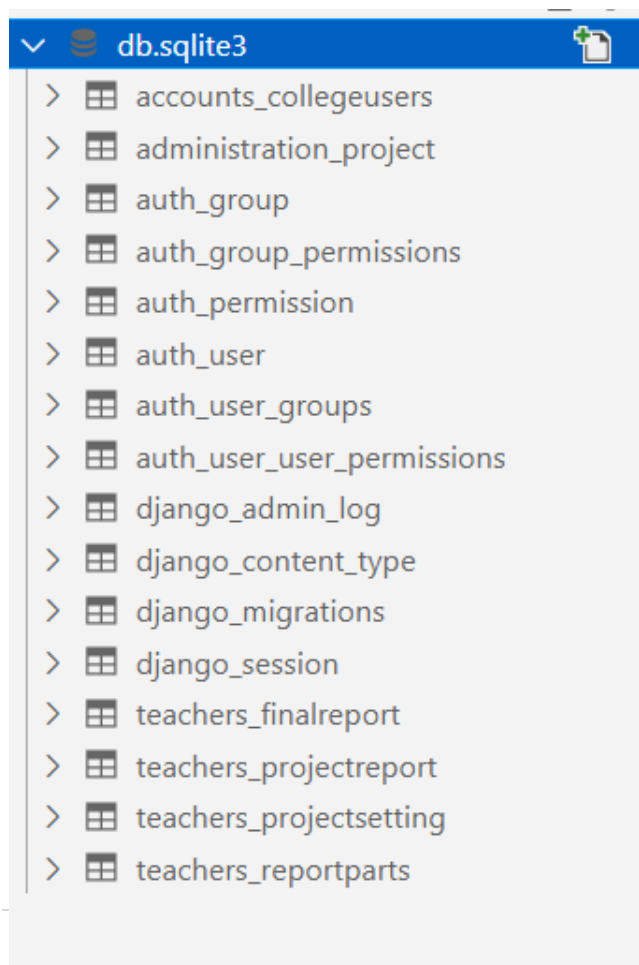 db.sqlite3
accounts_collegeusers
administration_project
auth_group
auth_group_permissions
auth_permission
auth_user
auth_user_groups
auth_user_user_permissions
django_admin_log
django_content_type
django_migrations
django_session
teachers_finalreport
teachers_projectreport
teachers_projectsetting
teachers_reportparts